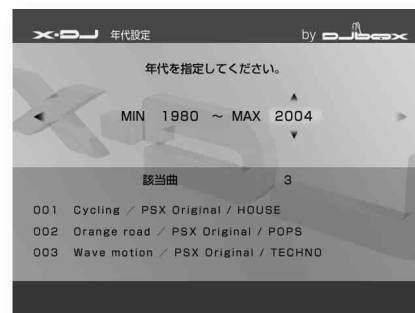 X-DJ 年代設定 by DJbox
年代を指定してください。
MIN 1980 ~ MAX 2004
該当曲 3
001 Cycling / PSX Original / HOUSE
002 Orange road / PSX Original / POPS
003 Wave motion / PSX Original / TECHNO